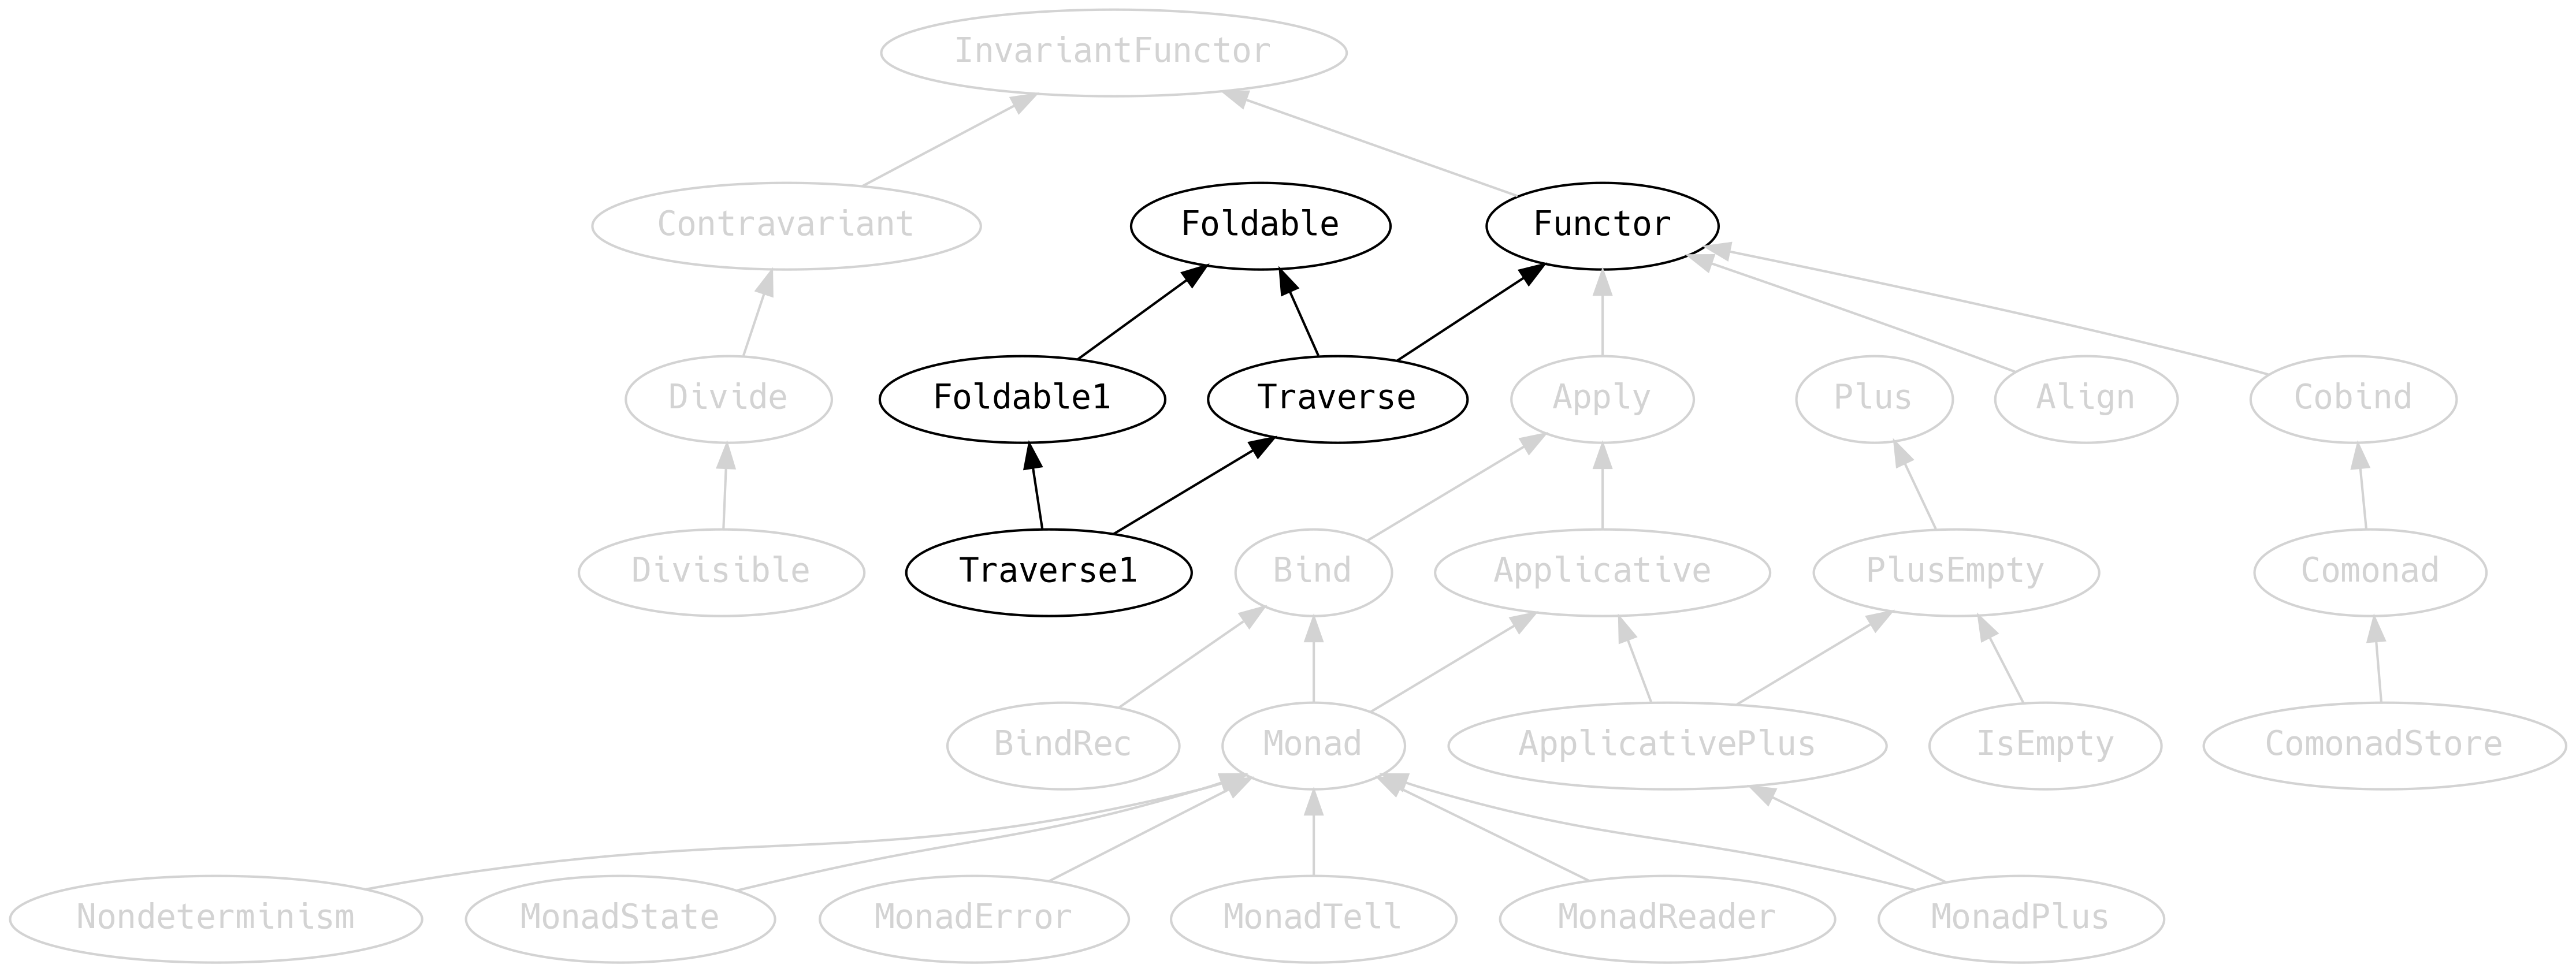 InvariantFunctor
Contravariant
Foldable
Functor
Divide
Foldable1
Traverse
Apply
Plus
Align
Cobind
Divisible
Traverse1
Bind
Applicative
PlusEmpty
Comonad
BindRec
Monad
ApplicativePlus
IsEmpty
ComonadStore
Nondeterminism
MonadState
MonadError
MonadTell
MonadReader
MonadPlus